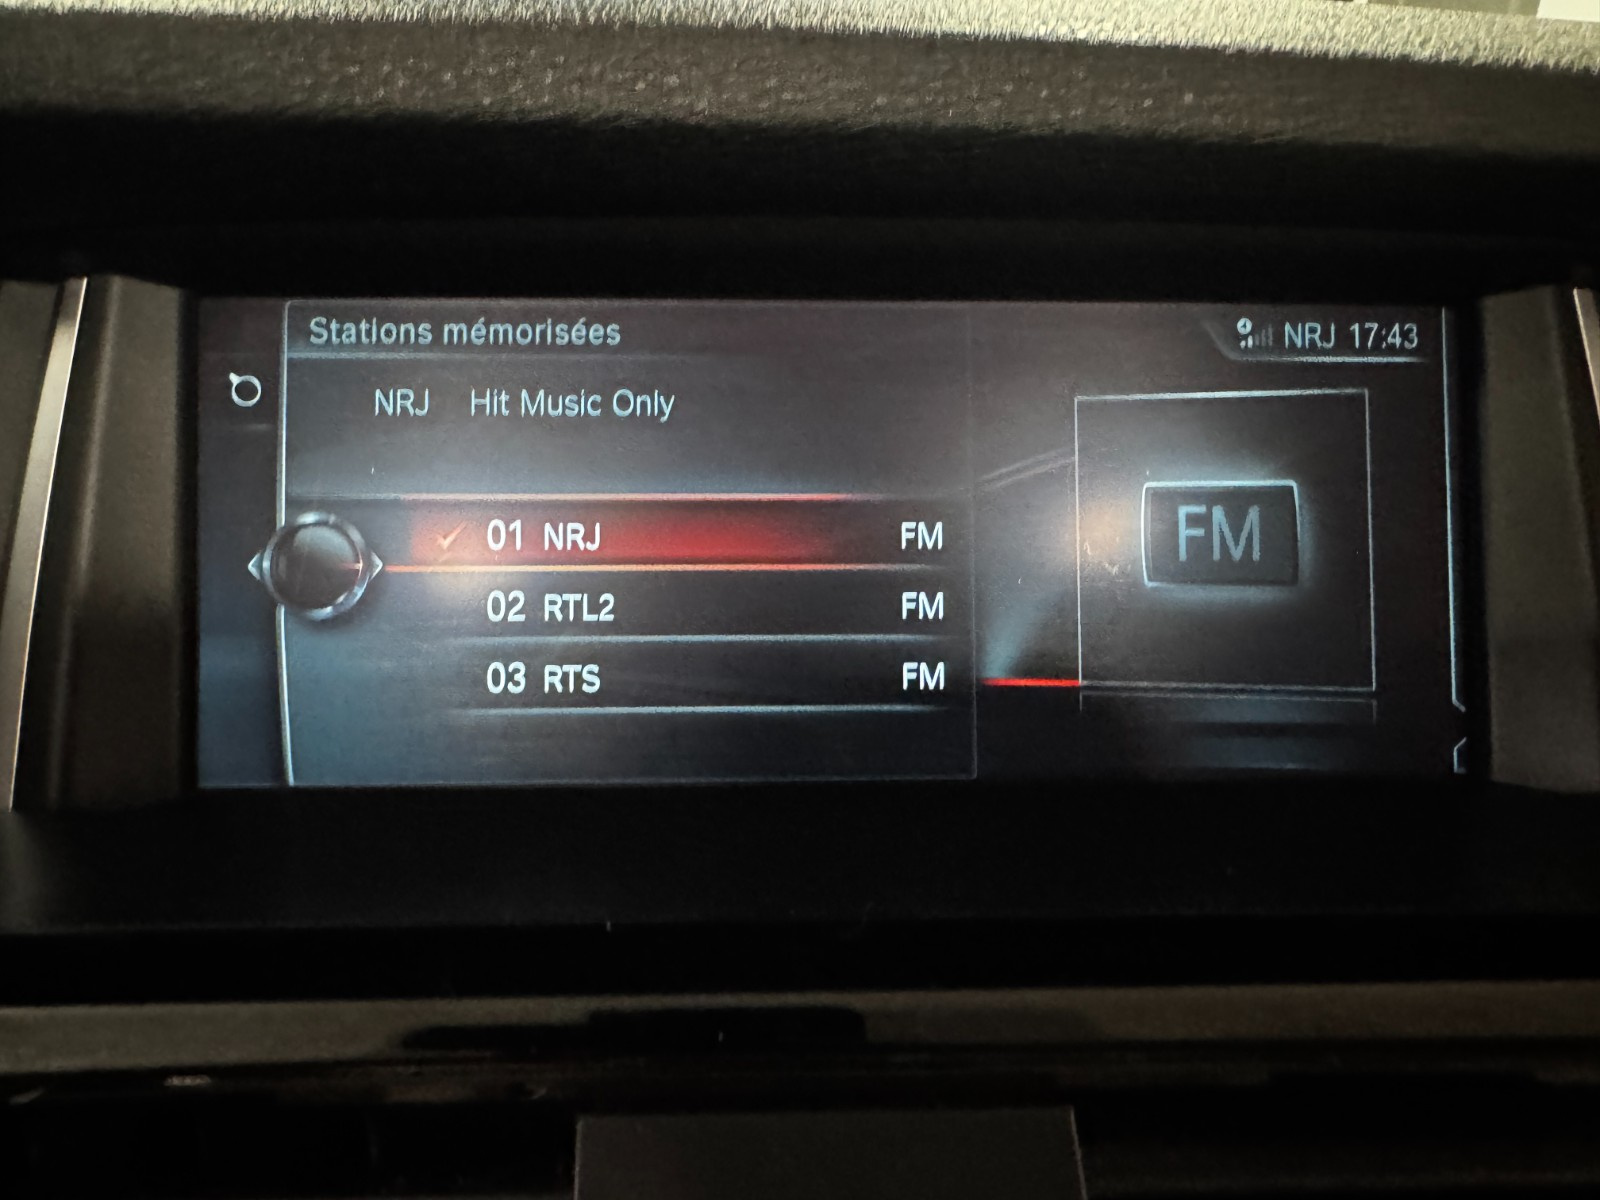 Stations mémorisées
NRJ 17:43
NRJ Hit Music Only
01 NRJ FM
02 RTL2 FM
03 RTS FM
FM